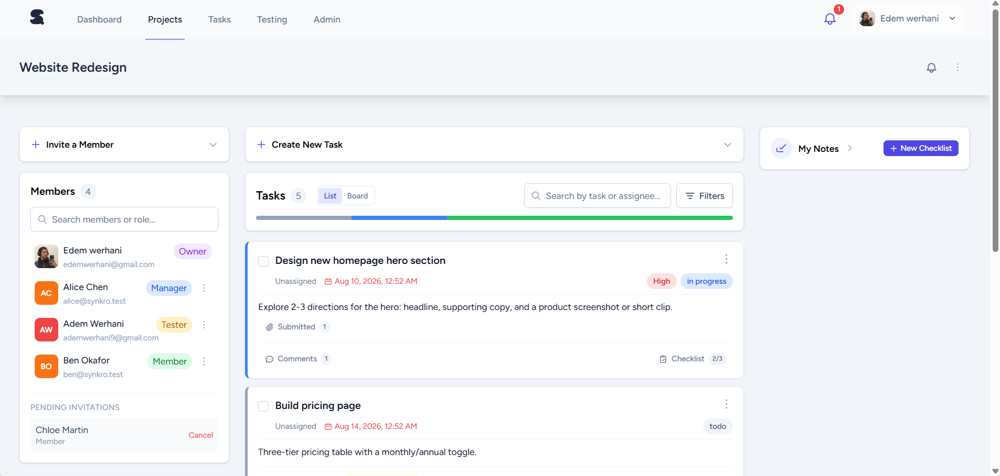 Dashboard
Projects
Tasks
Testing
Admin
1
Edem werhani
Website Redesign
Invite a Member
Members 4
Search members or role...
Edem werhani
Owner
edemwerhani@gmail.com
AC
Alice Chen
Manager
alice@synkro.test
AW
Adem Werhani
Tester
ademwerhani9@gmail.com
BO
Ben Okafor
Member
ben@synkro.test
PENDING INVITATIONS
Chloe Martin
Member
Cancel
Create New Task
Tasks 5
List
Board
Search by task or assignee...
Filters
Design new homepage hero section
Unassigned
Aug 10, 2026, 12:52 AM
High
in progress
Explore 2-3 directions for the hero: headline, supporting copy, and a product screenshot or short clip.
Submitted 1
Comments 1
Checklist 2/3
Build pricing page
Unassigned
Aug 14, 2026, 12:52 AM
todo
Three-tier pricing table with a monthly/annual toggle.
My Notes
+ New Checklist